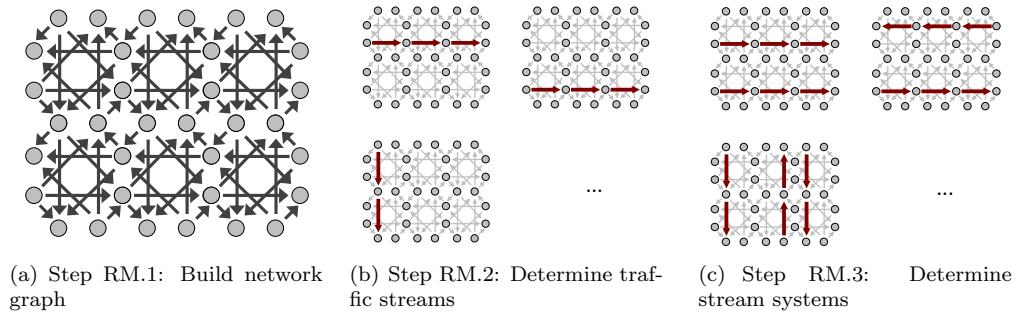 ...
...
(a) Step RM.1: Build network
graph
(b) Step RM.2: Determine traf-
fic streams
(c) Step RM.3: Determine
stream systems